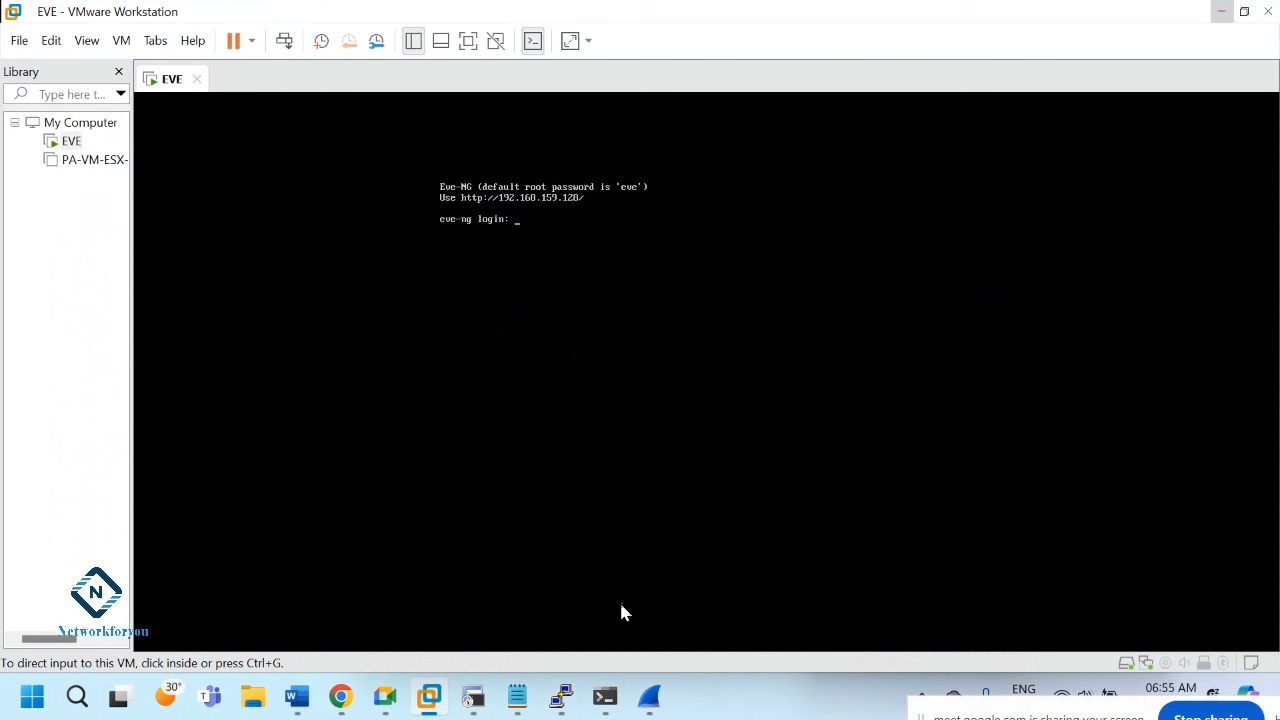 EVE - VMware Workstation
File Edit View VM Tabs Help
Library
Type here t...
EVE
My Computer
EVE
PA-VM-ESX-
Eve-NG (default root password is 'eve')
Use http://192.168.159.128/
eve-ng login: _
N
Networkforyou
To direct input to this VM, click inside or press Ctrl+G.
30°
ENG
06:55 AM
meet.google.com is sharing your screen.
Stop sharing